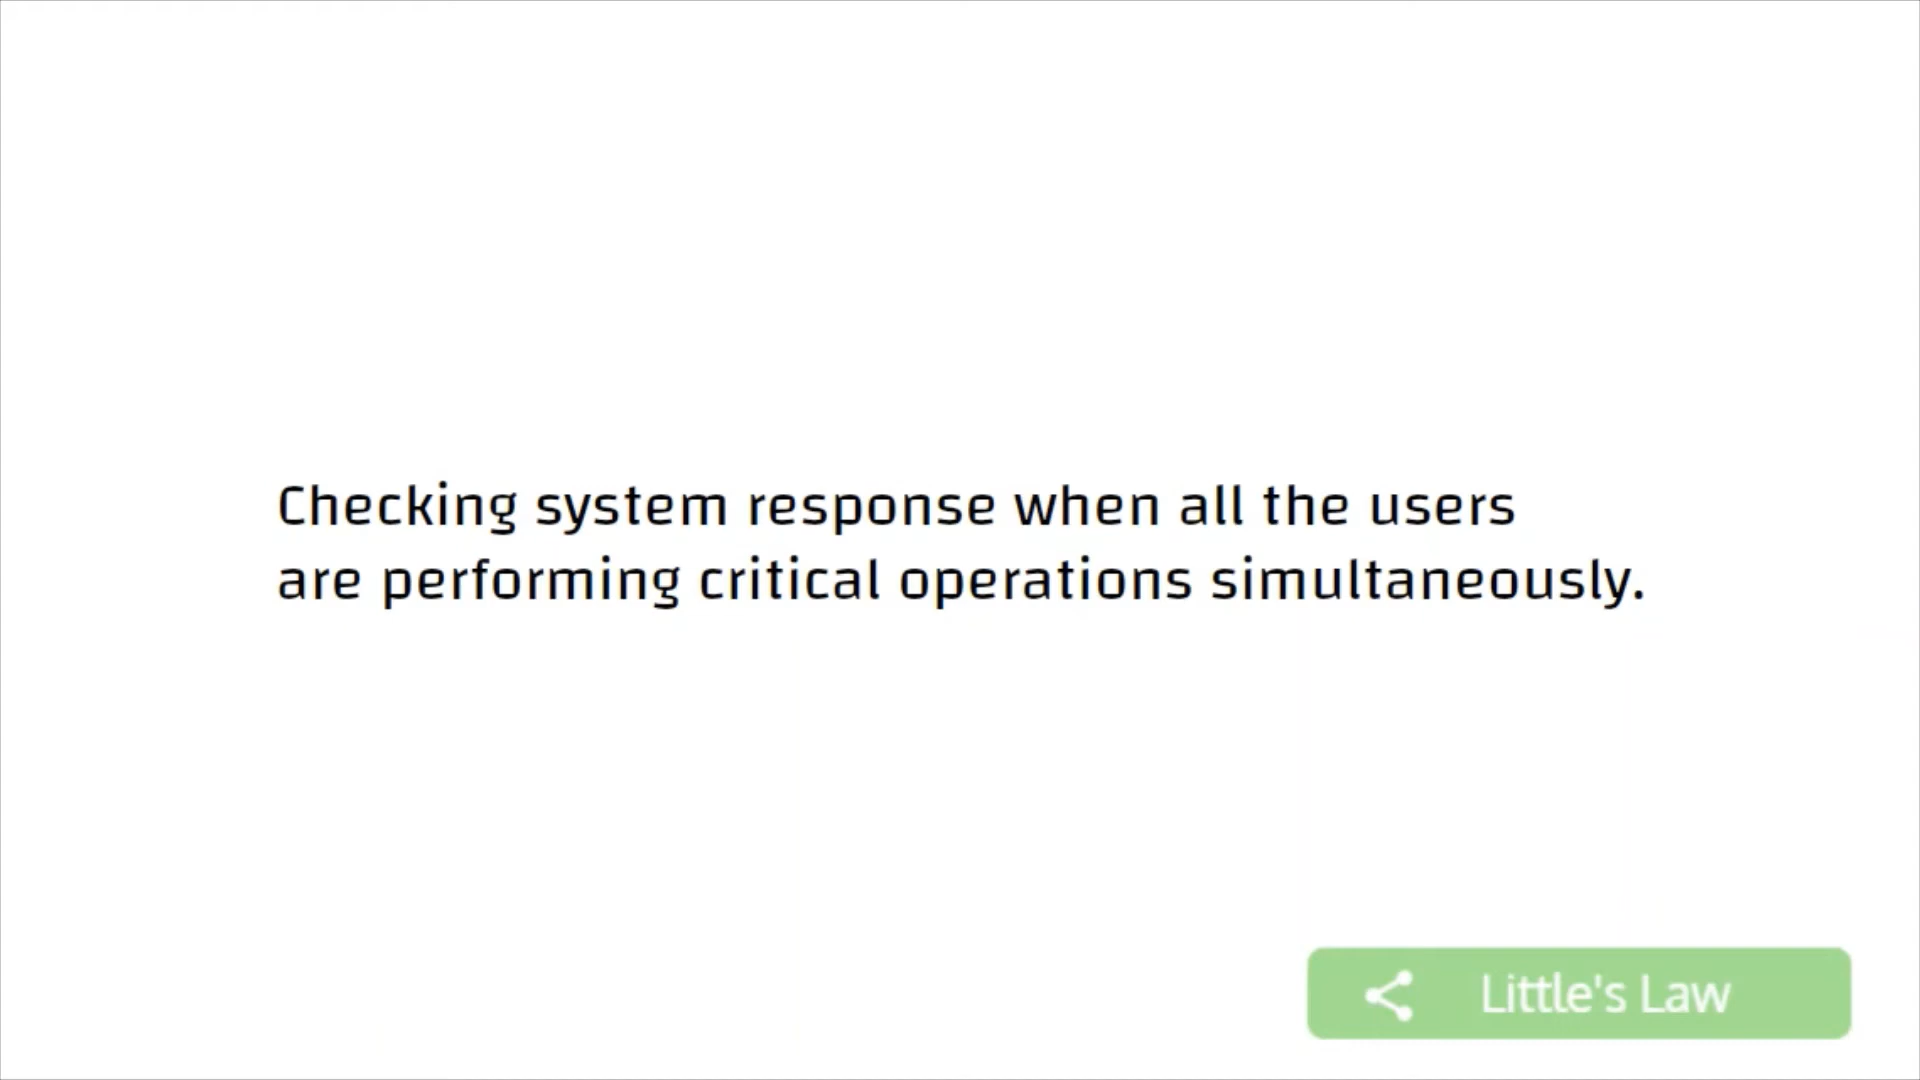 Checking system response when all the users
are performing critical operations simultaneously.
Little's Law